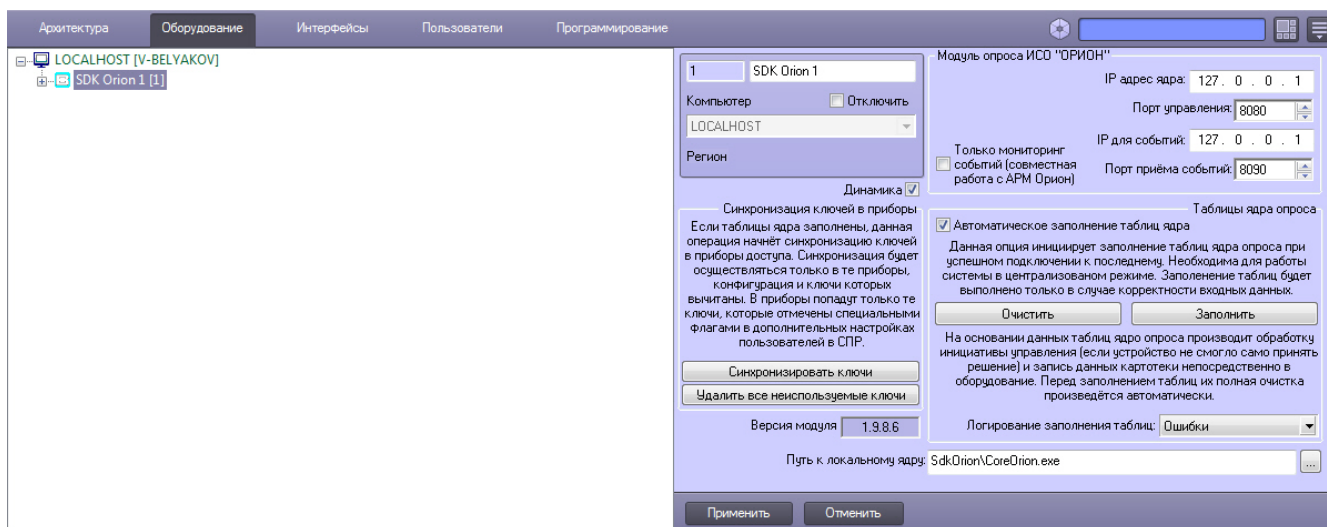 Архитектура Оборудование Интерфейсы Пользователи Программирование
LOCALHOST [V-BELYAKOV]
SDK Orion 1 [1]
1 SDK Orion 1
Компьютер Отключить
LOCALHOST
Регион
Динамика
Синхронизация ключей в приборы
Если таблицы ядра заполнены, данная
операция начнёт синхронизацию ключей
в приборы доступа. Синхронизация будет
осуществляться только в те приборы,
конфигурация и ключи которых
вычитаны. В приборы попадут только те
ключи, которые отмечены специальными
флагами в дополнительных настройках
пользователей в СПР.
Синхронизировать ключи
Удалить все неиспользуемые ключи
Версия модуля 1.9.8.6
Модуль опроса ИСО "ОРИОН"
IP адрес ядра: 127 . 0 . 0 . 1
Порт управления: 8080
IP для событий: 127 . 0 . 0 . 1
Только мониторинг
событий (совместная
работа с АРМ Орион)
Порт приёма событий: 8090
Таблицы ядра опроса
Автоматическое заполнение таблиц ядра
Данная опция инициирует заполнение таблиц ядра опроса при
успешном подключении к последнему. Необходима для работы
системы в централизованом режиме. Заполенение таблиц будет
выполнено только в случае корректности входных данных.
Очистить Заполнить
На основании данных таблиц ядро опроса производит обработку
инициативы управления (если устройство не смогло само принять
решение) и запись данных картотеки непосредственно в
оборудование. Перед заполнением таблиц их полная очистка
произведётся автоматически.
Логирование заполнения таблиц: Ошибки
Путь к локальному ядру: SdkOrion\CoreOrion.exe ...
Применить Отменить